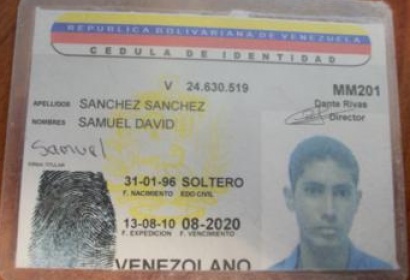 REPUBLICA BOLIVARIANA DE VENEZUELA
CEDULA DE IDENTIDAD
V 24.630.519
MM201
APELLIDOS SANCHEZ SANCHEZ
Dante Rivas
Director
NOMBRES SAMUEL DAVID
Samuel
FIRMA TITULAR
31-01-96 SOLTERO
F. NACIMIENTO EDO CIVIL
13-08-10 08-2020
F. EXPEDICION F. VENCIMIENTO
VENEZOLANO